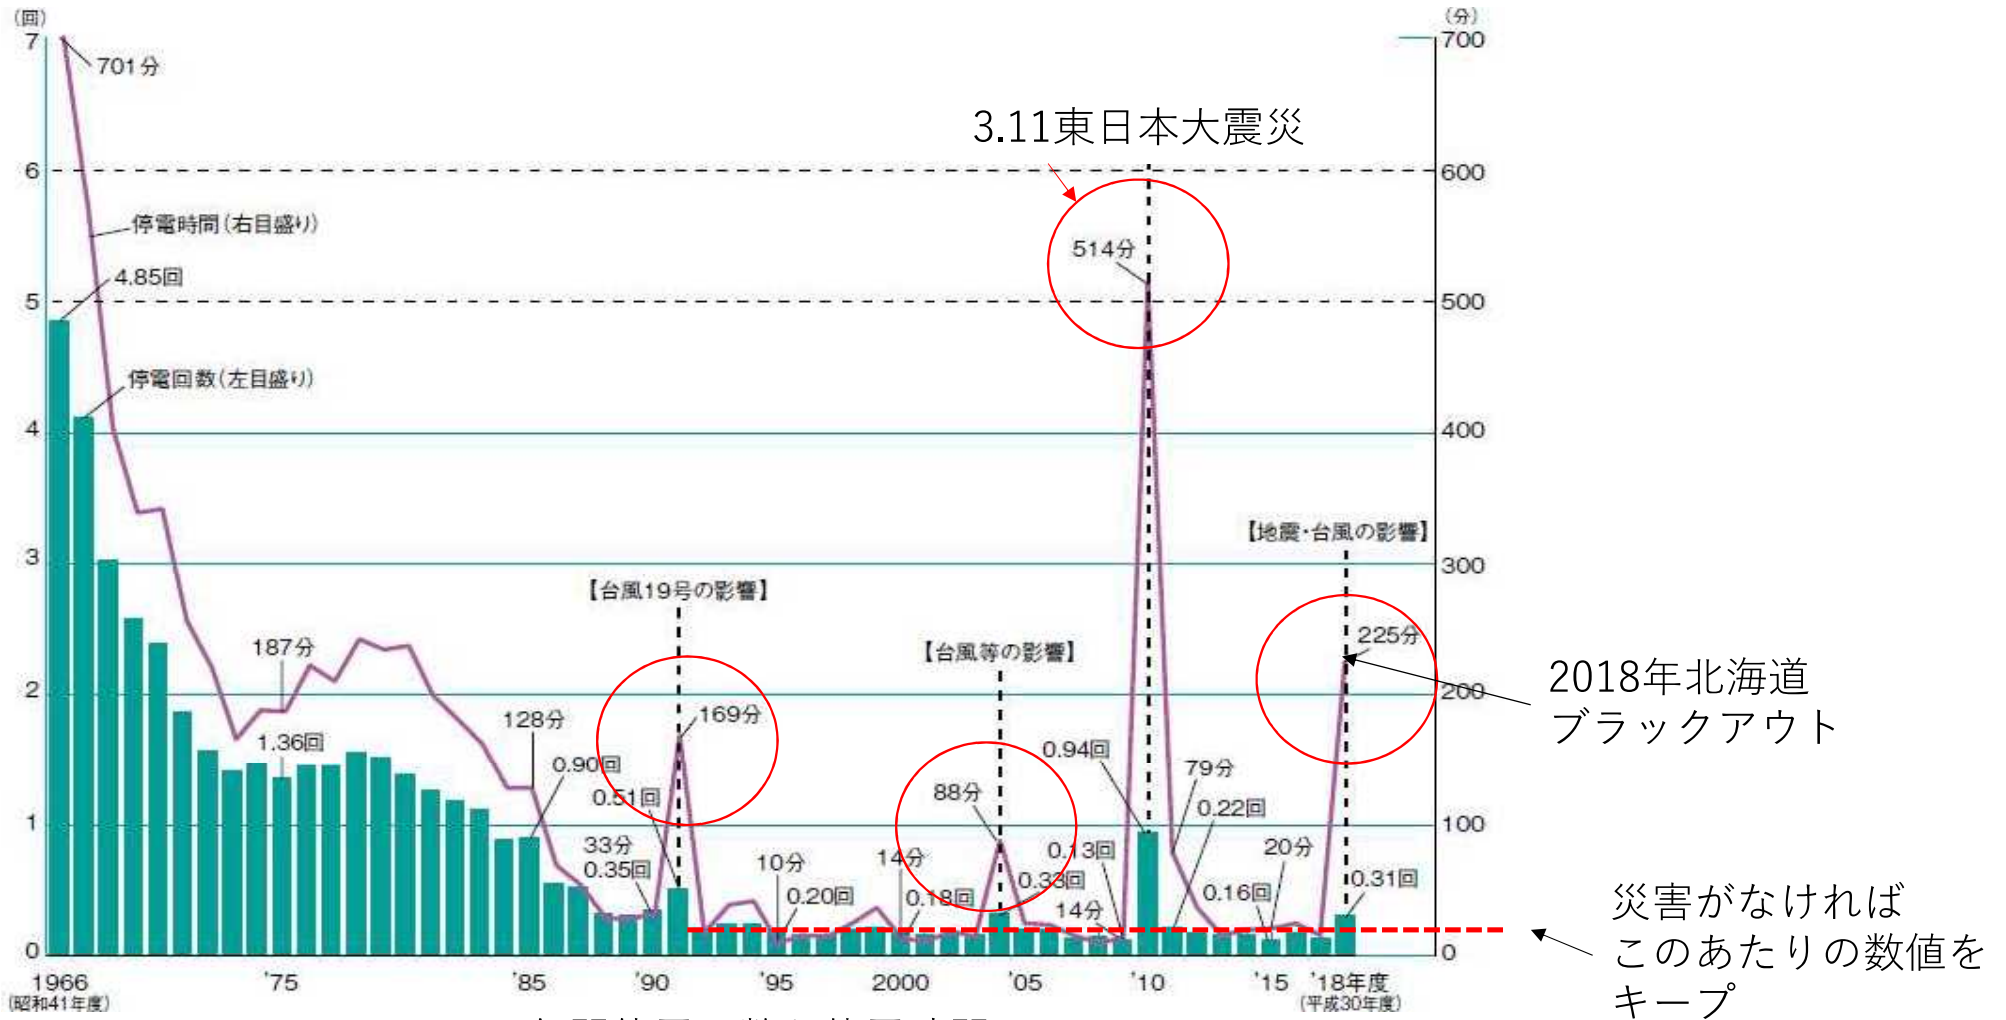 (回)
(分)
7
700
701分
3.11東日本大震災
6
600
停電時間(右目盛り)
514分
4.85回
5
500
停電回数(左目盛り)
4
400
【地震・台風の影響】
3
300
【台風19号の影響】
187分
【台風等の影響】
225分
2018年北海道
ブラックアウト
2
200
128分
169分
1.36回
0.90回
0.94回
79分
0.51回
88分
0.22回
1
100
33分
10分
14分
0.13回
20分
0.35回
0.20回
0.18回
0.33回
0.16回
0.31回
14分
災害がなければ
このあたりの数値を
キープ
0
0
1966
'75
'85
'90
'95
2000
'05
'10
'15
'18年度
(昭和41年度)
(平成30年度)